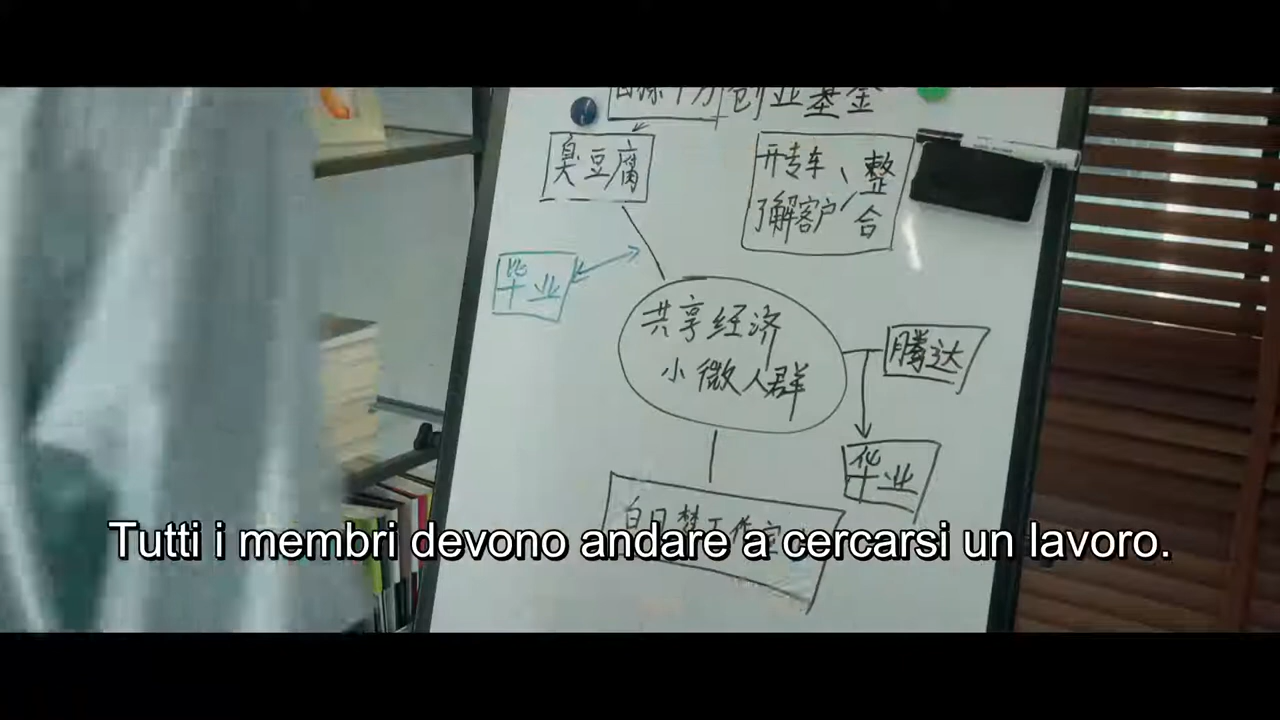 创业基金
臭豆腐
开专车、整
了解客户合
毕业
共享经济
小微人群
腾达
华业
Tutti i membri devono andare a cercarsi un lavoro.